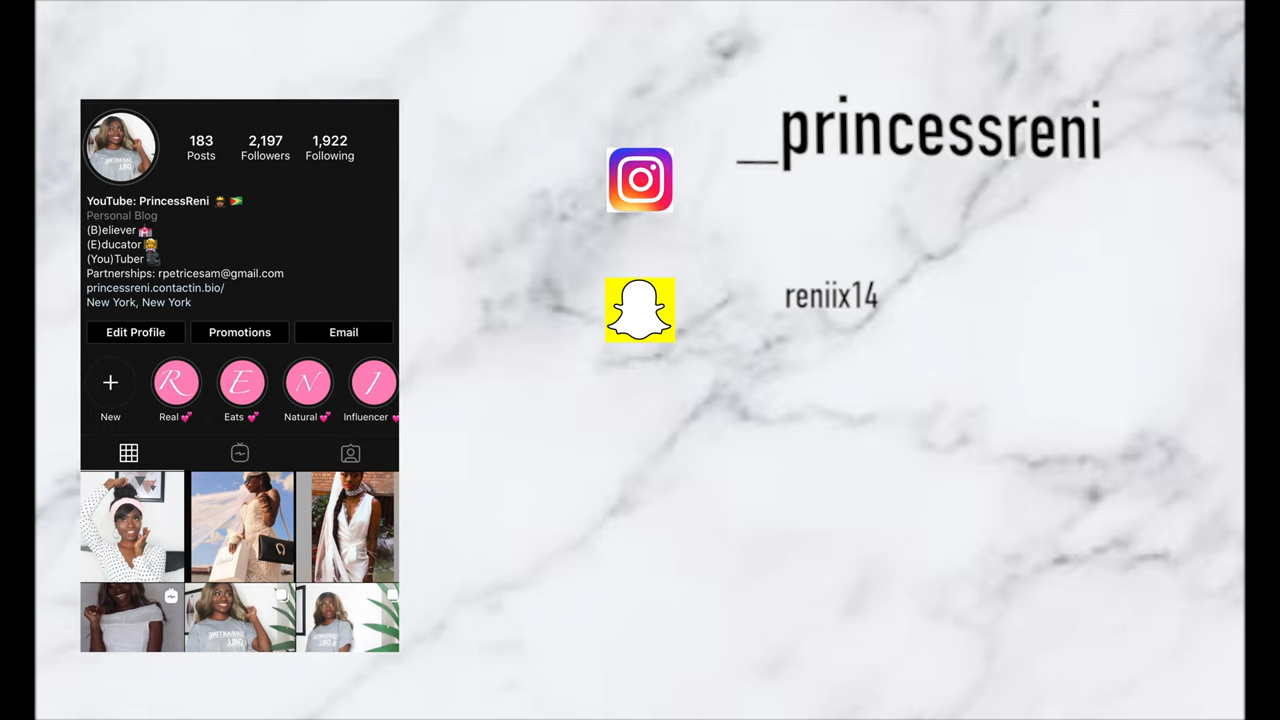 183 2,197 1,922
Posts Followers Following
YouTube: PrincessReni
Personal Blog
(B)eliever
(E)ducator
(You)Tuber
Partnerships: rpetricesam@gmail.com
princessreni.contactin.bio/
New York, New York
Edit Profile Promotions Email
R E N I
New Real Eats Natural Influencer
__princessreni
reniix14